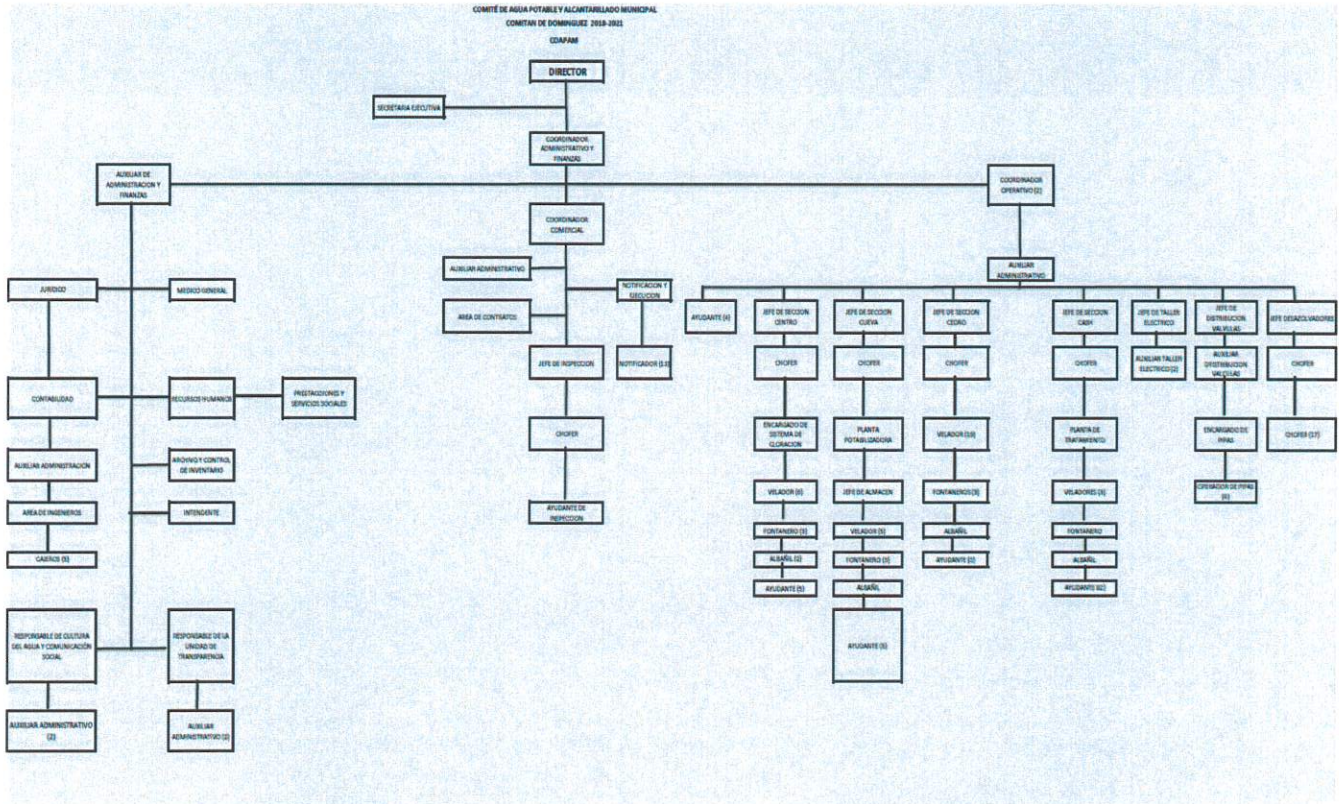 COMITÉ DE AGUA POTABLE Y ALCANTARILLADO MUNICIPAL
COMITAN DE DOMINGUEZ 2018-2021
COAPAM
DIRECTOR
SECRETARIA EJECUTIVA
COORDINADOR
ADMINISTRATIVO Y
FINANZAS
AUXILIAR DE
ADMINISTRACION Y
FINANZAS
COORDINADOR
OPERATIVO (2)
COORDINADOR
COMERCIAL
AUXILIAR ADMINISTRATIVO
AUXILIAR
ADMINISTRATIVO
JURIDICO
MEDICO GENERAL
NOTIFICACION Y
EJECUCION
AREA DE CONTRATOS
AYUDANTE (4)
JEFE DE SECCION
CENTRO
JEFE DE SECCION
CUEVA
JEFE DE SECCION
CEDRO
JEFE DE SECCION
CASH
JEFE DE TALLER
ELECTRICO
JEFE DE
DISTRIBUCION
VALVULAS
JEFE DESAZOLVADORES
JEFE DE INSPECCION
NOTIFICADOR (13)
CHOFER
CHOFER
CHOFER
CHOFER
AUXILIAR TALLER
ELECTRICO (2)
AUXILIAR
DISTRIBUCION
VALVULAS
CHOFER
CONTABILIDAD
RECURSOS HUMANOS
PRESTACIONES Y
SERVICIOS SOCIALES
CHOFER
ENCARGADO DE
SISTEMA DE
CLORACION
PLANTA
POTABILIZADORA
VELADOR (10)
PLANTA DE
TRATAMIENTO
ENCARGADO DE
PIPAS
CHOFER (17)
AUXILIAR ADMINISTRACION
ARCHIVO Y CONTROL
DE INVENTARIO
VELADOR (6)
JEFE DE ALMACEN
FONTANEROS (3)
VELADORES (3)
OPERADOR DE PIPAS
AREA DE INGENIEROS
INTENDENTE
AYUDANTE DE
INSPECCION
FONTANERO (3)
VELADOR (5)
ALBAÑIL
FONTANERO
CAJEROS (5)
ALBAÑIL (2)
FONTANERO (3)
AYUDANTE (2)
ALBAÑIL
AYUDANTE (5)
ALBAÑIL
AYUDANTE
RESPONSABLE DE CULTURA
DEL AGUA Y COMUNICACIÓN
SOCIAL
RESPONSABLE DE LA
UNIDAD DE
TRANSPARENCIA
AYUDANTE (5)
AUXILIAR ADMINISTRATIVO
(2)
AUXILIAR
ADMINISTRATIVO (2)